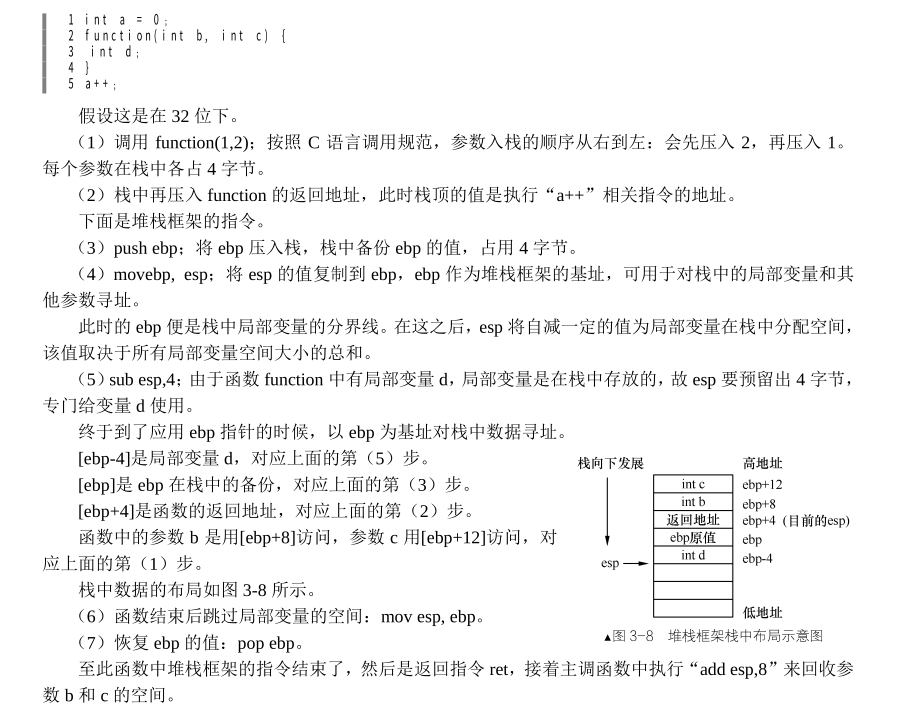 1 int a = 0;
2 function(int b, int c) {
3  int d;
4 }
5 a++;
假设这是在 32 位下。
（1）调用 function(1,2)；按照 C 语言调用规范，参数入栈的顺序从右到左：会先压入 2，再压入 1。
每个参数在栈中各占 4 字节。
（2）栈中再压入 function 的返回地址，此时栈顶的值是执行“a++”相关指令的地址。
下面是堆栈框架的指令。
（3）push ebp；将 ebp 压入栈，栈中备份 ebp 的值，占用 4 字节。
（4）movebp, esp；将 esp 的值复制到 ebp，ebp 作为堆栈框架的基址，可用于对栈中的局部变量和其
他参数寻址。
此时的 ebp 便是栈中局部变量的分界线。在这之后，esp 将自减一定的值为局部变量在栈中分配空间，
该值取决于所有局部变量空间大小的总和。
（5）sub esp,4；由于函数 function 中有局部变量 d，局部变量是在栈中存放的，故 esp 要预留出 4 字节，
专门给变量 d 使用。
终于到了应用 ebp 指针的时候，以 ebp 为基址对栈中数据寻址。
[ebp-4]是局部变量 d，对应上面的第（5）步。
[ebp]是 ebp 在栈中的备份，对应上面的第（3）步。
[ebp+4]是函数的返回地址，对应上面的第（2）步。
函数中的参数 b 是用[ebp+8]访问，参数 c 用[ebp+12]访问，对
应上面的第（1）步。
栈中数据的布局如图 3-8 所示。
（6）函数结束后跳过局部变量的空间：mov esp, ebp。
（7）恢复 ebp 的值：pop ebp。
栈向下发展 高地址
int c ebp+12
int b ebp+8
返回地址 ebp+4 (目前的esp)
ebp原值 ebp
esp int d ebp-4
低地址
▲图 3-8 堆栈框架栈中布局示意图
至此函数中堆栈框架的指令结束了，然后是返回指令 ret，接着主调函数中执行“add esp,8”来回收参
数 b 和 c 的空间。